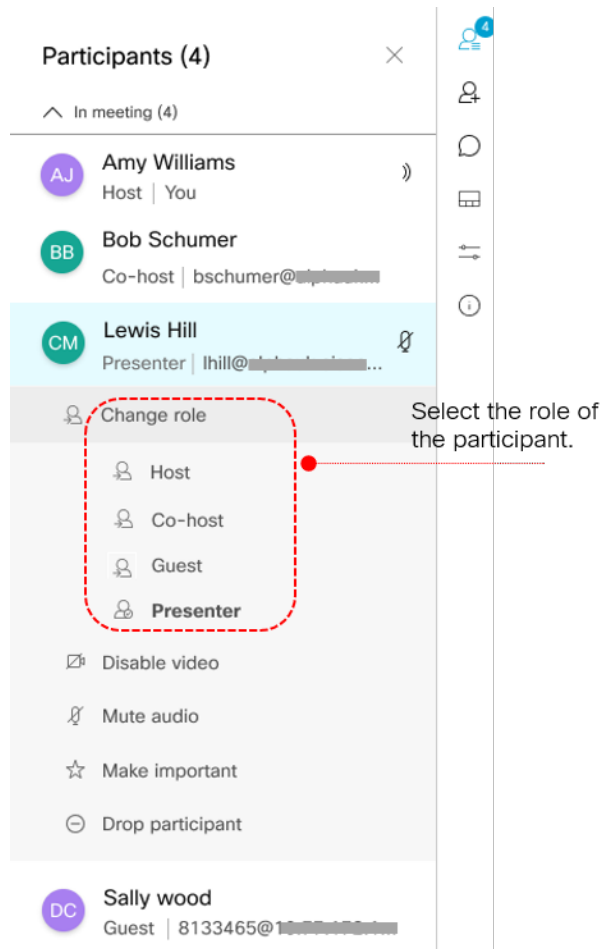 Participants (4)
4
In meeting (4)
AJ
Amy Williams
Host | You
BB
Bob Schumer
Co-host | bschumer@
CM
Lewis Hill
Presenter | lhill@ ...
Change role
Select the role of
the participant.
Host
Co-host
Guest
Presenter
Disable video
Mute audio
Make important
Drop participant
DC
Sally wood
Guest | 8133465@